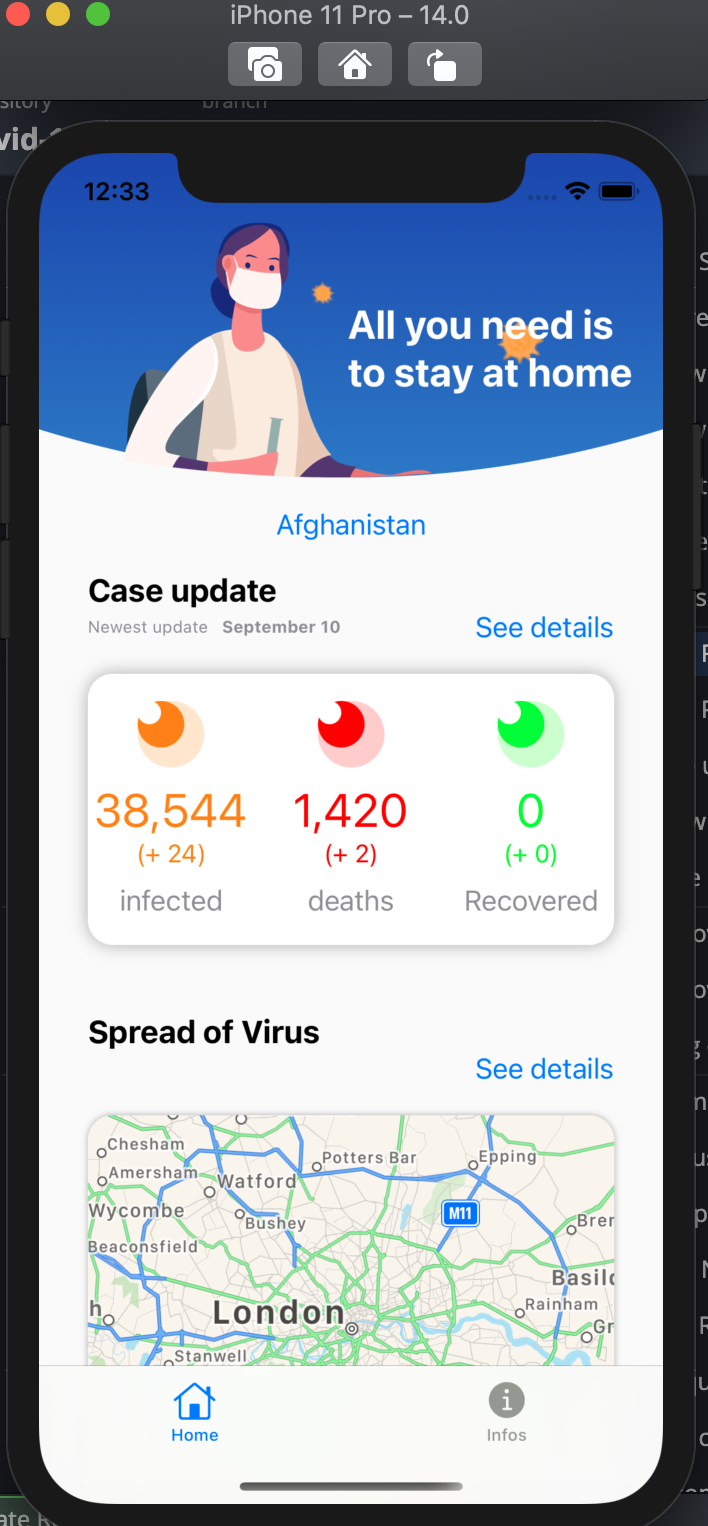 iPhone 11 Pro – 14.0
branch
12:33
All you need is
to stay at home
Afghanistan
Case update
Newest update September 10
See details
38,544
1,420
0
(+ 24)
(+ 2)
(+ 0)
infected
deaths
Recovered
Spread of Virus
See details
Chesham
Potters Bar
Epping
Amersham
Watford
Wycombe
M11
Bushey
Beaconsfield
London
Rainham
Stanwell
Home
Infos